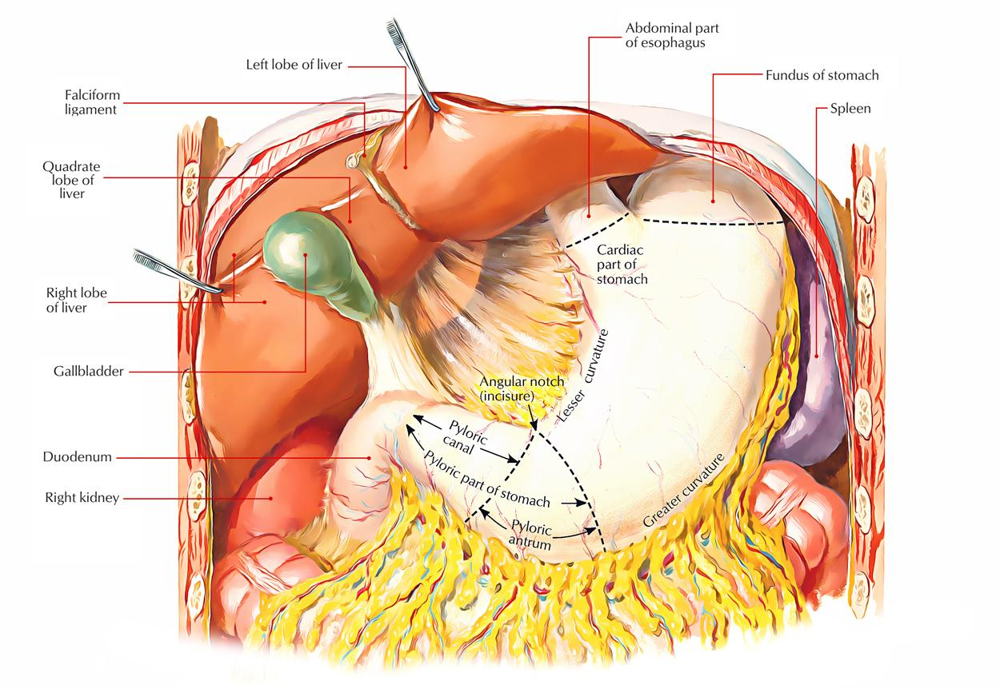 Abdominal part
of esophagus
Left lobe of liver
Fundus of stomach
Falciform
ligament
Spleen
Quadrate
lobe of
liver
Cardiac
part of
stomach
Right lobe
of liver
Lesser curvature
Gallbladder
Angular notch
(incisure)
Pyloric
canal
Duodenum
Pyloric part of stomach
Greater curvature
Right kidney
Pyloric
antrum